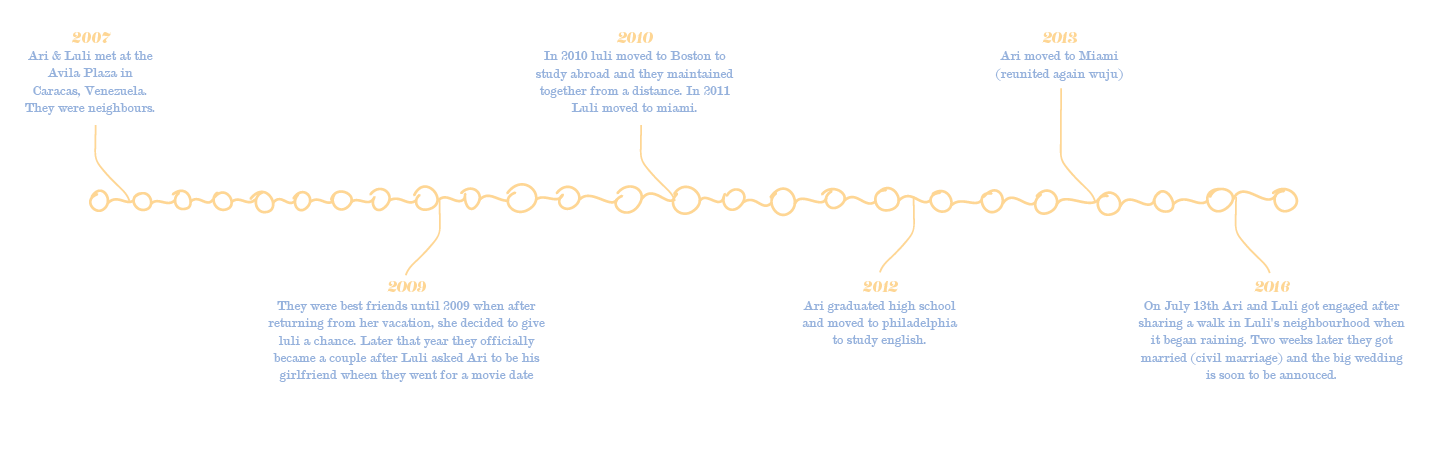 2007
Ari & Luli met at the
Avila Plaza in
Caracas, Venezuela.
They were neighbours.
2009
They were best friends until 2009 when after
returning from her vacation, she decided to give
luli a chance. Later that year they officially
became a couple after Luli asked Ari to be his
girlfriend wheen they went for a movie date
2010
In 2010 luli moved to Boston to
study abroad and they maintained
together from a distance. In 2011
Luli moved to miami.
2012
Ari graduated high school
and moved to philadelphia
to study english.
2013
Ari moved to Miami
(reunited again wuju)
2016
On July 13th Ari and Luli got engaged after
sharing a walk in Luli's neighbourhood when
it began raining. Two weeks later they got
married (civil marriage) and the big wedding
is soon to be annouced.